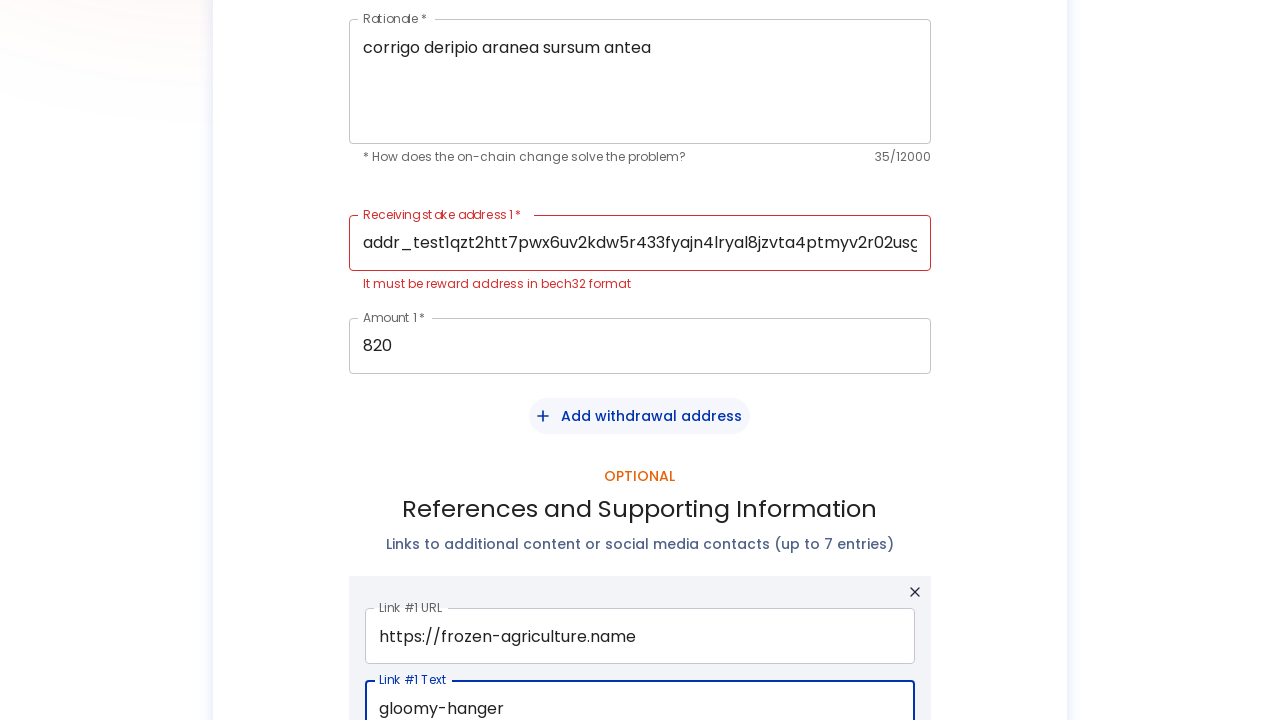 Rationale *
corrigo deripio aranea sursum antea
* How does the on-chain change solve the problem?
35/12000
Receiving stake address 1 *
addr_test1qzt2htt7pwx6uv2kdw5r433fyajn4lryal8jzvta4ptmyv2r02usg
It must be reward address in bech32 format
Amount 1 *
820
Add withdrawal address
OPTIONAL
References and Supporting Information
Links to additional content or social media contacts (up to 7 entries)
Link #1 URL
https://frozen-agriculture.name
Link #1 Text
gloomy-hanger